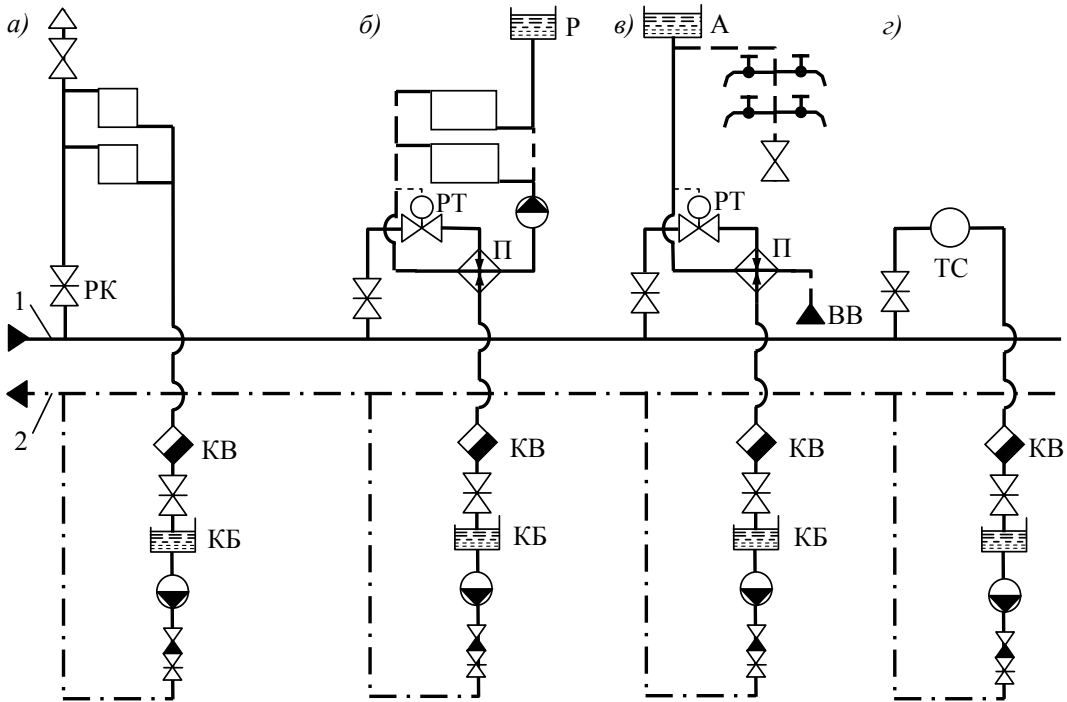 а) б) Р в) А г)
РТ РТ
П П ТС
РК
1 ВВ
2 КВ КВ КВ КВ
КБ КБ КБ